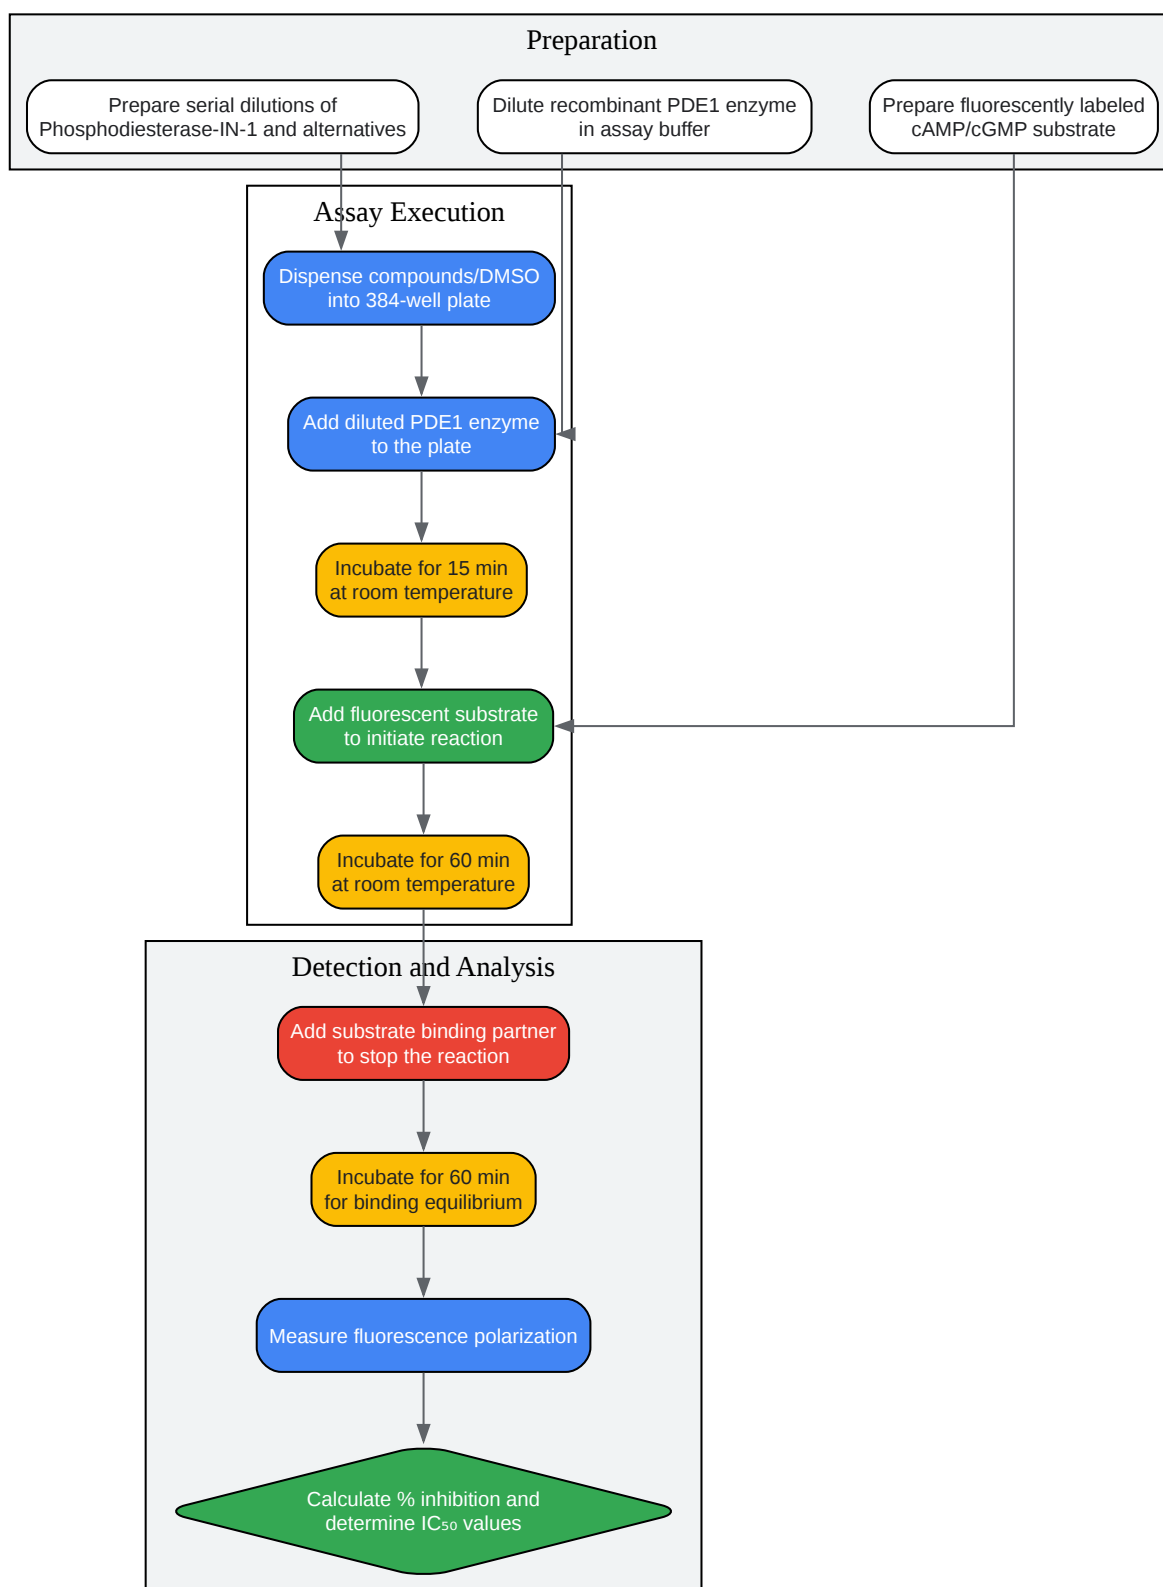 Preparation
Prepare serial dilutions of
Phosphodiesterase-IN-1 and alternatives
Dilute recombinant PDE1 enzyme
in assay buffer
Prepare fluorescently labeled
cAMP/cGMP substrate
Assay Execution
Dispense compounds/DMSO
into 384-well plate
Add diluted PDE1 enzyme
to the plate
Incubate for 15 min
at room temperature
Add fluorescent substrate
to initiate reaction
Incubate for 60 min
at room temperature
Detection and Analysis
Add substrate binding partner
to stop the reaction
Incubate for 60 min
for binding equilibrium
Measure fluorescence polarization
Calculate % inhibition and
determine IC₅₀ values